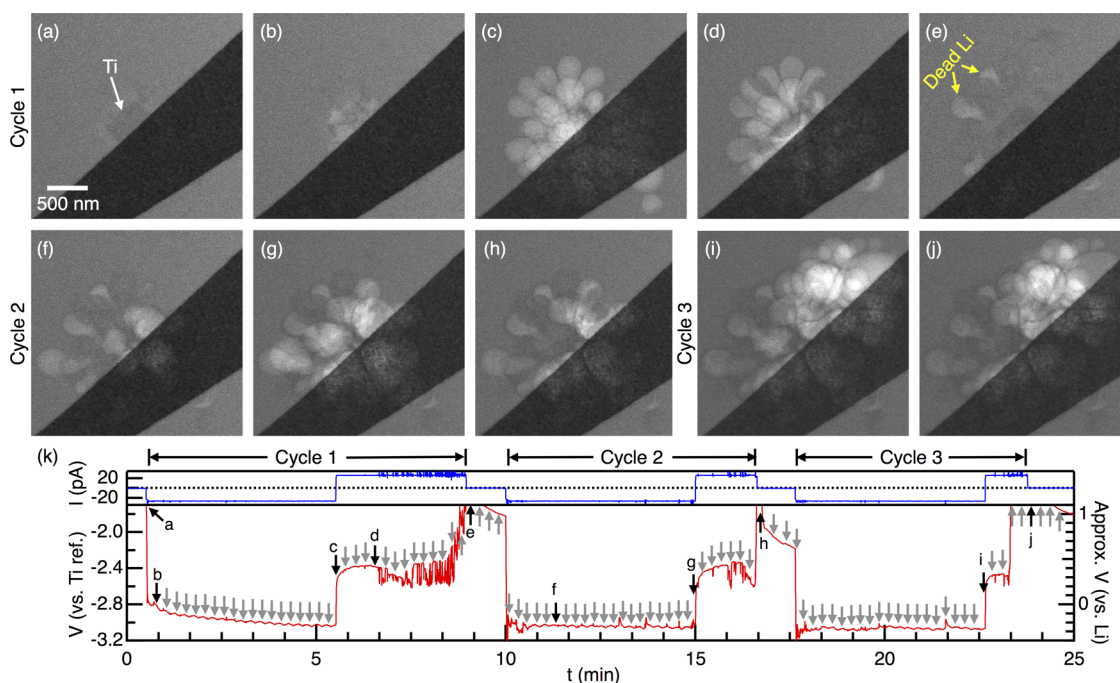 (a) (b) (c) (d) (e)
Ti
Dead Li
Cycle 1
500 nm
(f) (g) (h) (i) (j)
Cycle 2
Cycle 3
(k)
Cycle 1 Cycle 2 Cycle 3
I (pA)
20
-20
V (vs. Ti ref.)
-2.0
-2.4
-2.8
-3.2
Approx. V (vs. Li)
1
0
a b c d e f g h i j
0 5 10 15 20 25
t (min)